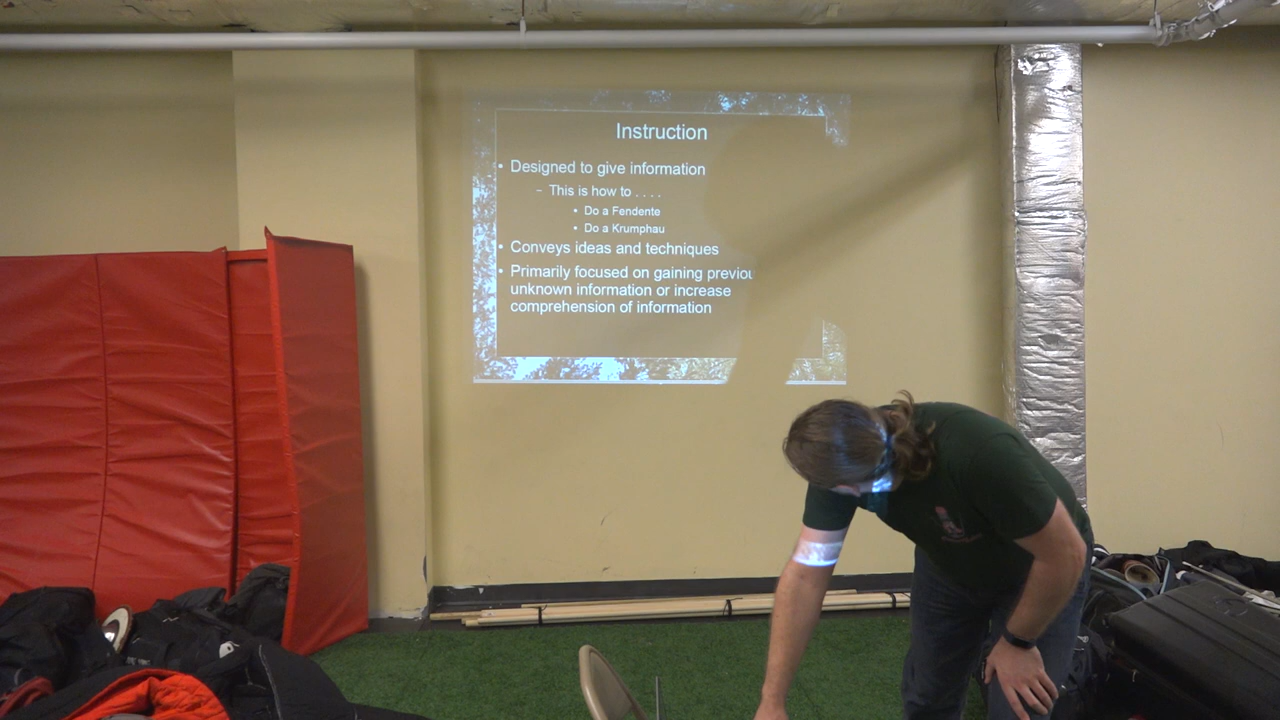 Instruction
• Designed to give information
– This is how to . . . .
• Do a Fendente
• Do a Krumphau
• Conveys ideas and techniques
• Primarily focused on gaining previou
unknown information or increase
comprehension of information